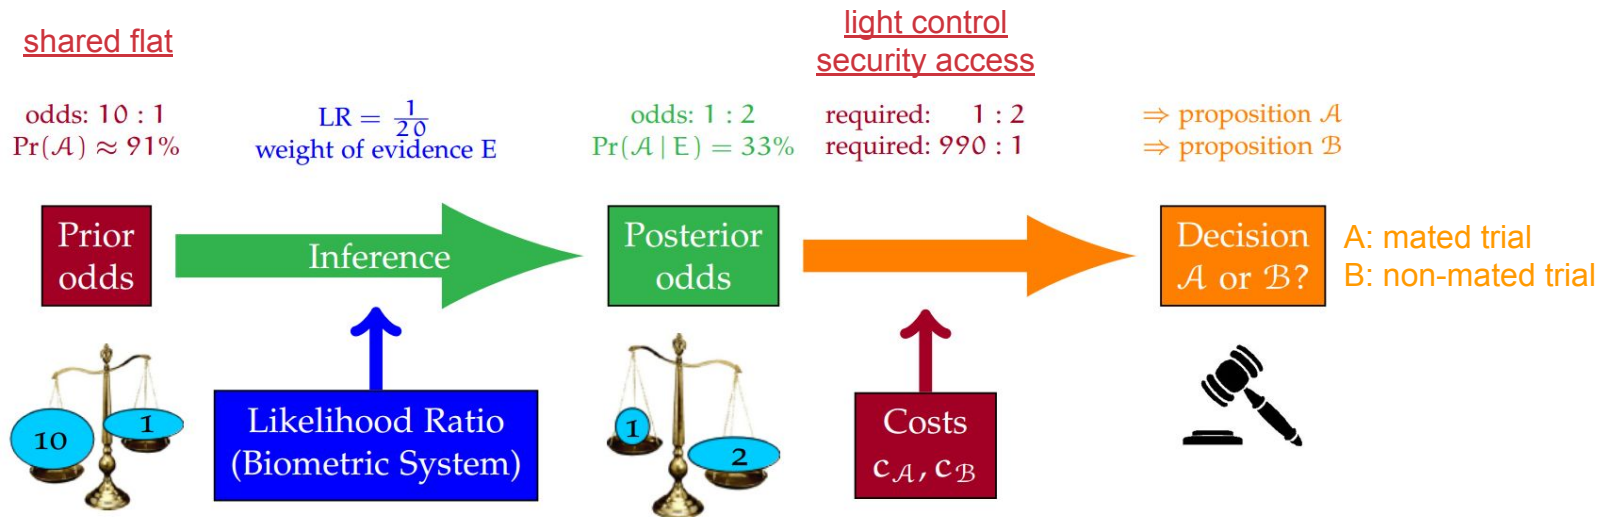 shared flat
light control
security access
odds: 10 : 1
Pr(𝒜) ≈ 91%
LR = 1/20
weight of evidence E
odds: 1 : 2
Pr(𝒜 | E) = 33%
required: 1 : 2
required: 990 : 1
⇒ proposition 𝒜
⇒ proposition ℬ
Prior
odds
Inference
Posterior
odds
Decision
𝒜 or ℬ?
A: mated trial
B: non-mated trial
10
1
Likelihood Ratio
(Biometric System)
1
2
Costs
c𝒜, cℬ